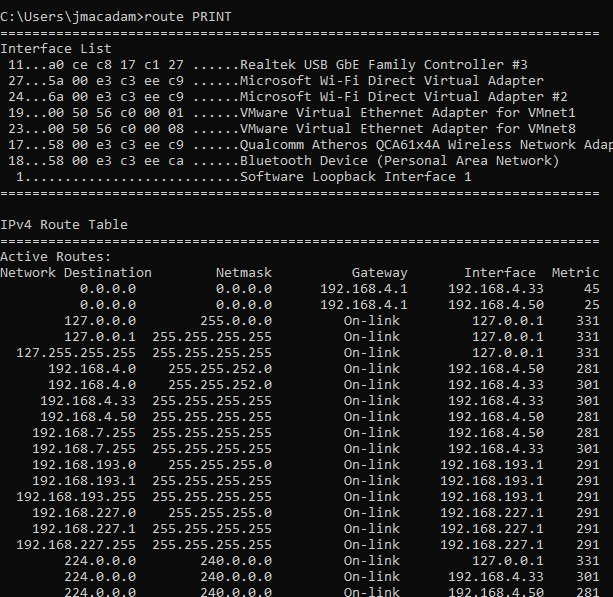 C:\Users\jmacadam>route PRINT
===========================================================================
Interface List
 11...a0 ce c8 17 c1 27 ......Realtek USB GbE Family Controller #3
 27...5a 00 e3 c3 ee c9 ......Microsoft Wi-Fi Direct Virtual Adapter
 24...6a 00 e3 c3 ee c9 ......Microsoft Wi-Fi Direct Virtual Adapter #2
 19...00 50 56 c0 00 01 ......VMware Virtual Ethernet Adapter for VMnet1
 23...00 50 56 c0 00 08 ......VMware Virtual Ethernet Adapter for VMnet8
 17...58 00 e3 c3 ee c9 ......Qualcomm Atheros QCA61x4A Wireless Network Adap
 18...58 00 e3 c3 ee ca ......Bluetooth Device (Personal Area Network)
  1...........................Software Loopback Interface 1
===========================================================================
IPv4 Route Table
===========================================================================
Active Routes:
Network Destination        Netmask          Gateway       Interface  Metric
          0.0.0.0          0.0.0.0      192.168.4.1     192.168.4.33     45
          0.0.0.0          0.0.0.0      192.168.4.1     192.168.4.50     25
        127.0.0.0        255.0.0.0         On-link         127.0.0.1    331
        127.0.0.1  255.255.255.255         On-link         127.0.0.1    331
  127.255.255.255  255.255.255.255         On-link         127.0.0.1    331
      192.168.4.0    255.255.252.0         On-link      192.168.4.50    281
      192.168.4.0    255.255.252.0         On-link      192.168.4.33    301
     192.168.4.33  255.255.255.255         On-link      192.168.4.33    301
     192.168.4.50  255.255.255.255         On-link      192.168.4.50    281
    192.168.7.255  255.255.255.255         On-link      192.168.4.50    281
    192.168.7.255  255.255.255.255         On-link      192.168.4.33    301
    192.168.193.0    255.255.255.0         On-link     192.168.193.1    291
    192.168.193.1  255.255.255.255         On-link     192.168.193.1    291
  192.168.193.255  255.255.255.255         On-link     192.168.193.1    291
    192.168.227.0    255.255.255.0         On-link     192.168.227.1    291
    192.168.227.1  255.255.255.255         On-link     192.168.227.1    291
  192.168.227.255  255.255.255.255         On-link     192.168.227.1    291
        224.0.0.0        240.0.0.0         On-link         127.0.0.1    331
        224.0.0.0        240.0.0.0         On-link      192.168.4.33    301
        224.0.0.0        240.0.0.0         On-link      192.168.4.50    281